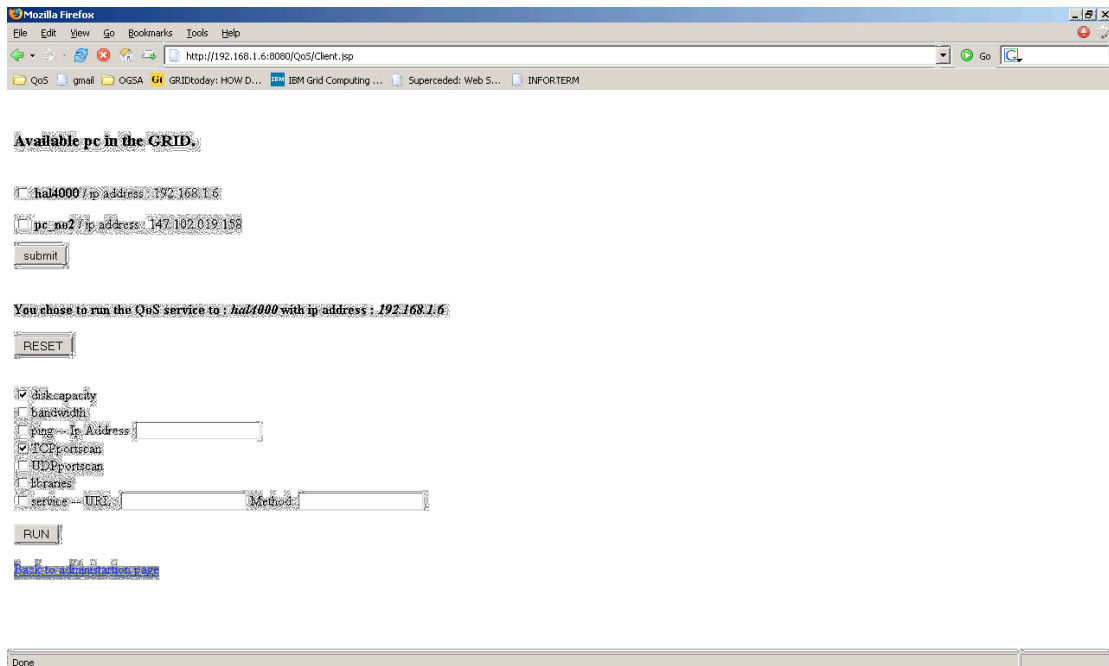 Mozilla Firefox
File Edit View Go Bookmarks Tools Help
http://192.168.1.6:8080/QoS/Client.jsp Go
QoS gmail OGSA GRIDtoday: HOW D... IBM Grid Computing ... Superceded: Web S... INFORTERM
Available pc in the GRID.
hal4000 / ip address : 192.168.1.6
pc_no2 / ip address : 147.102.019.158
submit
You chose to run the QoS service to : hal4000 with ip address : 192.168.1.6
RESET
diskcapacity
bandwidth
ping -- Ip Address :
TCPportscan
UDPportscan
libraries
service -- URL : Method:
RUN
Back to administartion page
Done